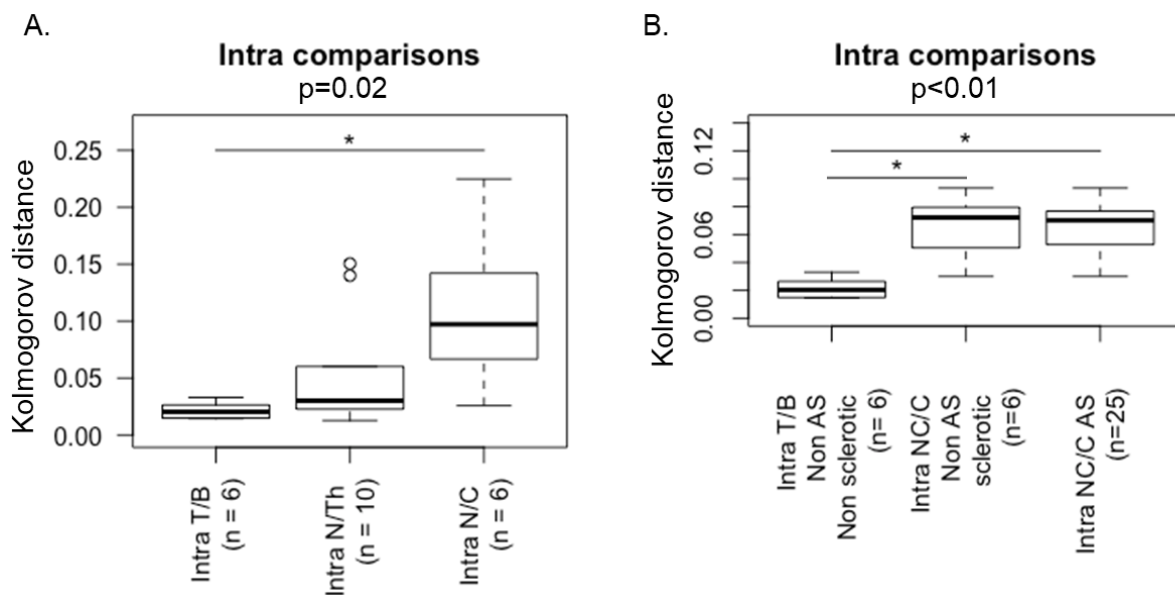 A.
Intra comparisons
p=0.02
Kolmogorov distance
0.25
0.20
0.15
0.10
0.05
0.00
*
Intra T/B
(n = 6)
Intra N/Th
(n = 10)
Intra N/C
(n = 6)
B.
Intra comparisons
p<0.01
Kolmogorov distance
0.12
0.06
0.00
*
*
Intra T/B
Non AS
Non sclerotic
(n= 6)
Intra NC/C
Non AS
sclerotic
(n=6)
Intra NC/C AS
(n=25)